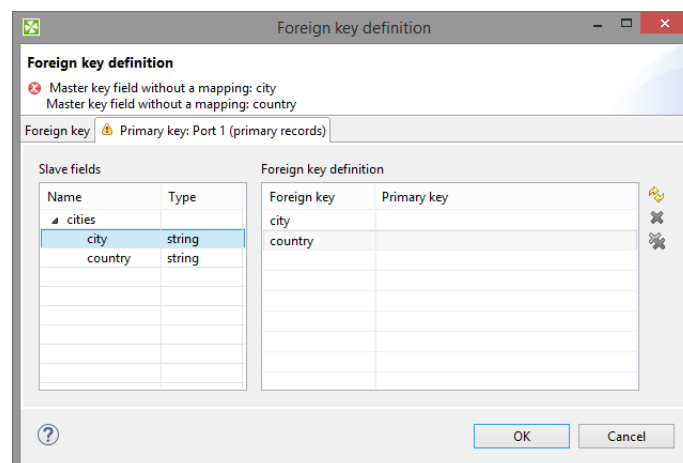 Foreign key definition
Foreign key definition
Master key field without a mapping: city
Master key field without a mapping: country
Foreign key Primary key: Port 1 (primary records)
Slave fields Foreign key definition
Name Type Foreign key Primary key
cities city
city string country
country string
OK Cancel